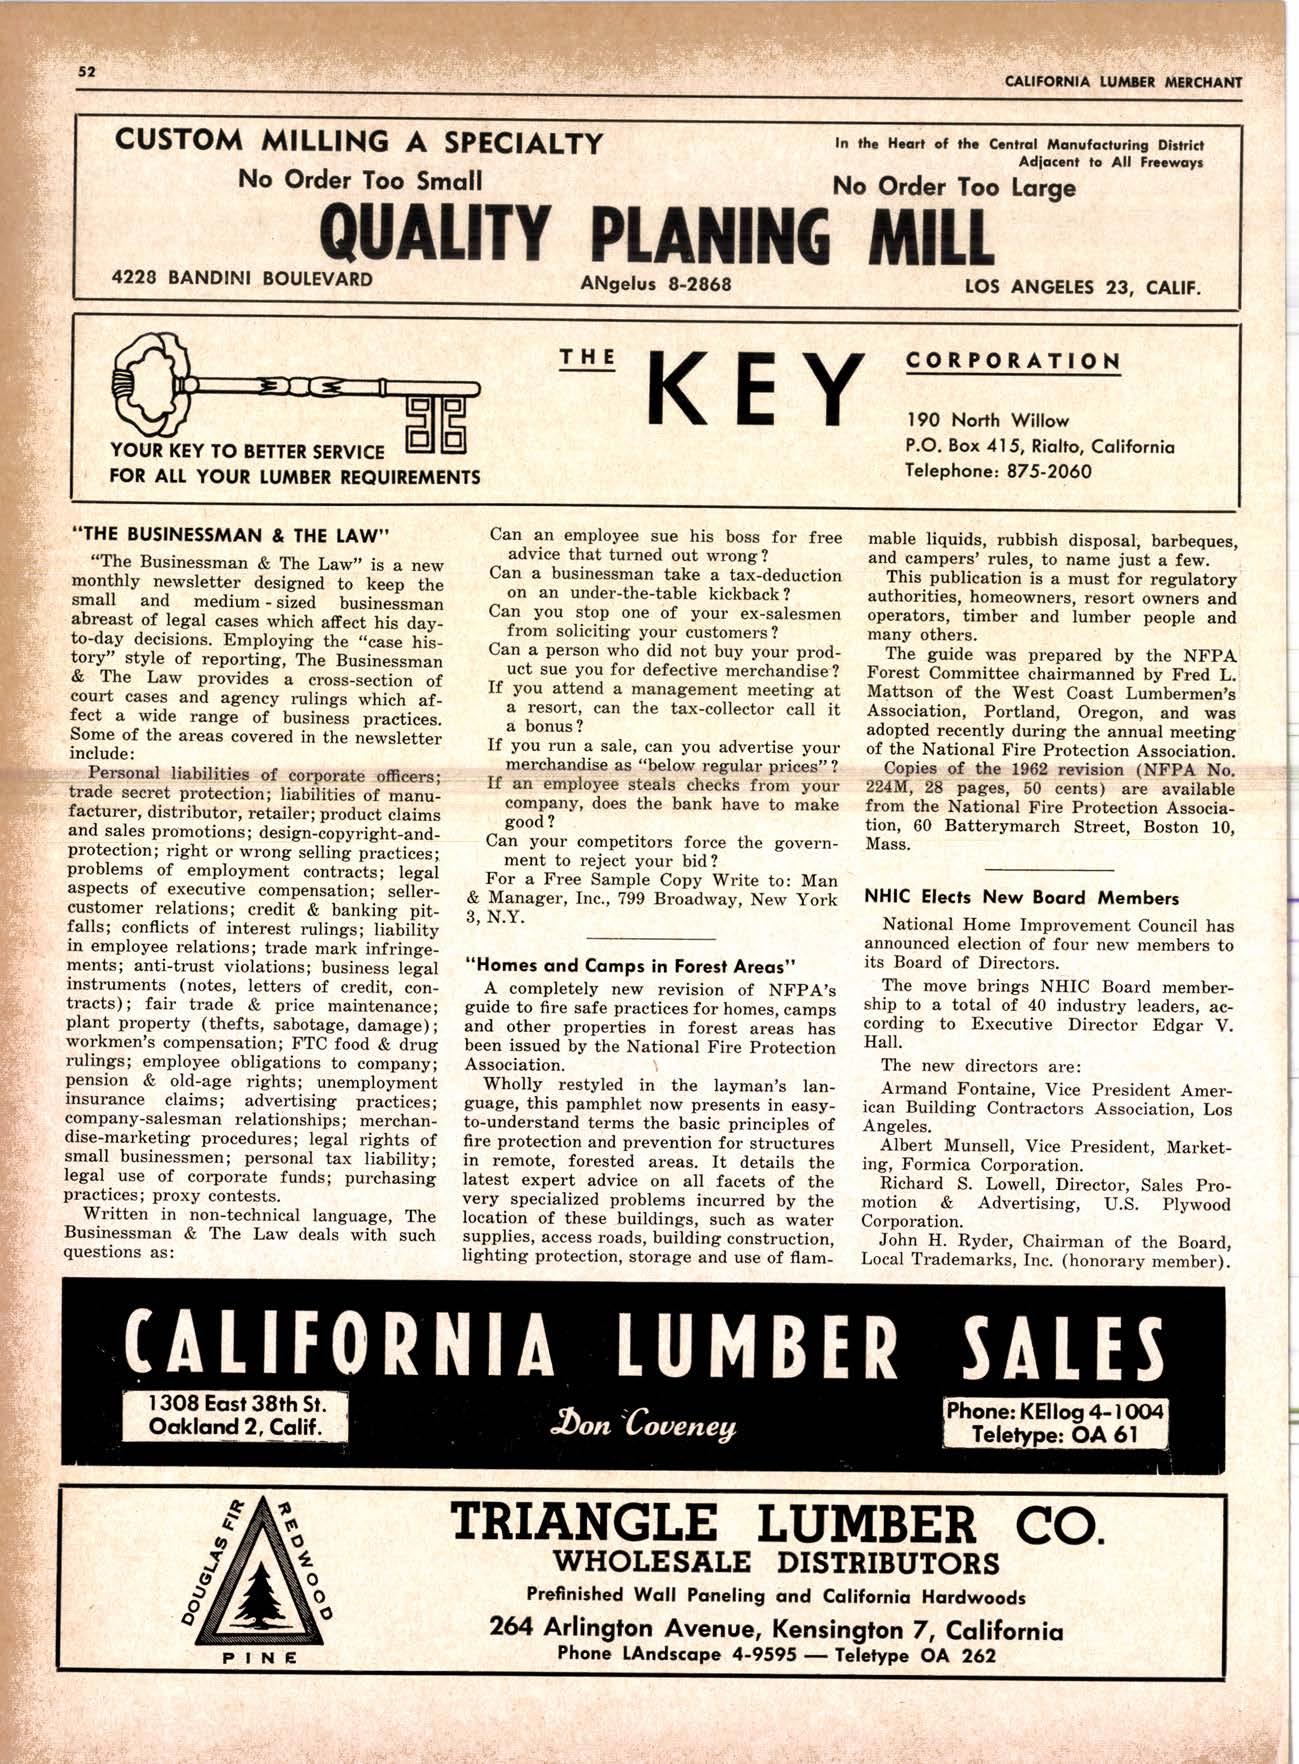 52
CALIFORNIA LUMBER MERCHANT
CUSTOM MILLING A SPECIALTY
In the Heart of the Central Manufacturing District
Adjacent to All Freeways
No Order Too Small
No Order Too Large
QUALITY PLANING MILL
4228 BANDINI BOULEVARD
ANgelus 8-2868
LOS ANGELES 23, CALIF.
THE KEY CORPORATION
190 North Willow
P.O. Box 415, Rialto, California
Telephone: 875-2060
YOUR KEY TO BETTER SERVICE
FOR ALL YOUR LUMBER REQUIREMENTS
"THE BUSINESSMAN & THE LAW"
"The Businessman & The Law" is a new
monthly newsletter designed to keep the
small and medium-sized businessman
abreast of legal cases which affect his day-
to-day decisions. Employing the "case his-
tory" style of reporting, The Businessman
& The Law provides a cross-section of
court cases and agency rulings which af-
fect a wide range of business practices.
Some of the areas covered in the newsletter
include:
Personal liabilities of corporate officers;
trade secret protection; liabilities of manu-
facturer, distributor, retailer; product claims
and sales promotions; design-copyright-and-
protection; right or wrong selling practices;
problems of employment contracts; legal
aspects of executive compensation; seller-
customer relations; credit & banking pit-
falls; conflicts of interest rulings; liability
in employee relations; trade mark infringe-
ments; anti-trust violations; business legal
instruments (notes, letters of credit, con-
tracts); fair trade & price maintenance;
plant property (thefts, sabotage, damage);
workmen's compensation; FTC food & drug
rulings; employee obligations to company;
pension & old-age rights; unemployment
insurance claims; advertising practices;
company-salesman relationships; merchan-
dise-marketing procedures; legal rights of
small businessmen; personal tax liability;
legal use of corporate funds; purchasing
practices; proxy contests.
Written in non-technical language, The
Businessman & The Law deals with such
questions as:
Can an employee sue his boss for free
advice that turned out wrong?
Can a businessman take a tax-deduction
on an under-the-table kickback?
Can you stop one of your ex-salesmen
from soliciting your customers?
Can a person who did not buy your prod-
uct sue you for defective merchandise?
If you attend a management meeting at
a resort, can the tax-collector call it
a bonus?
If you run a sale, can you advertise your
merchandise as "below regular prices"?
If an employee steals checks from your
company, does the bank have to make
good?
Can your competitors force the govern-
ment to reject your bid?
For a Free Sample Copy Write to: Man
& Manager, Inc., 799 Broadway, New York
3, N.Y.
"Homes and Camps in Forest Areas"
A completely new revision of NFPA's
guide to fire safe practices for homes, camps
and other properties in forest areas has
been issued by the National Fire Protection
Association.
Wholly restyled in the layman's lan-
guage, this pamphlet now presents in easy-
to-understand terms the basic principles of
fire protection and prevention for structures
in remote, forested areas. It details the
latest expert advice on all facets of the
very specialized problems incurred by the
location of these buildings, such as water
supplies, access roads, building construction,
lighting protection, storage and use of flam-
mable liquids, rubbish disposal, barbeques,
and campers' rules, to name just a few.
This publication is a must for regulatory
authorities, homeowners, resort owners and
operators, timber and lumber people and
many others.
The guide was prepared by the NFPA
Forest Committee chairmanned by Fred L.
Mattson of the West Coast Lumbermen's
Association, Portland, Oregon, and was
adopted recently during the annual meeting
of the National Fire Protection Association.
Copies of the 1962 revision (NFPA No.
224M, 28 pages, 50 cents) are available
from the National Fire Protection Associa-
tion, 60 Batterymarch Street, Boston 10,
Mass.
NHIC Elects New Board Members
National Home Improvement Council has
announced election of four new members to
its Board of Directors.
The move brings NHIC Board member-
ship to a total of 40 industry leaders, ac-
cording to Executive Director Edgar V.
Hall.
The new directors are:
Armand Fontaine, Vice President Amer-
ican Building Contractors Association, Los
Angeles.
Albert Munsell, Vice President, Market-
ing, Formica Corporation.
Richard S. Lowell, Director, Sales Pro-
motion & Advertising, U.S. Plywood
Corporation.
John H. Ryder, Chairman of the Board,
Local Trademarks, Inc. (honorary member).
CALIFORNIA LUMBER SALES
1308 East 38th St.
Oakland 2, Calif.
Don Coveney
Phone: KEllog 4-1004
Teletype: OA 61
DOUGLAS FIR
REDWOOD
PINE
TRIANGLE LUMBER CO.
WHOLESALE DISTRIBUTORS
Prefinished Wall Paneling and California Hardwoods
264 Arlington Avenue, Kensington 7, California
Phone LAndscape 4-9595 — Teletype OA 262